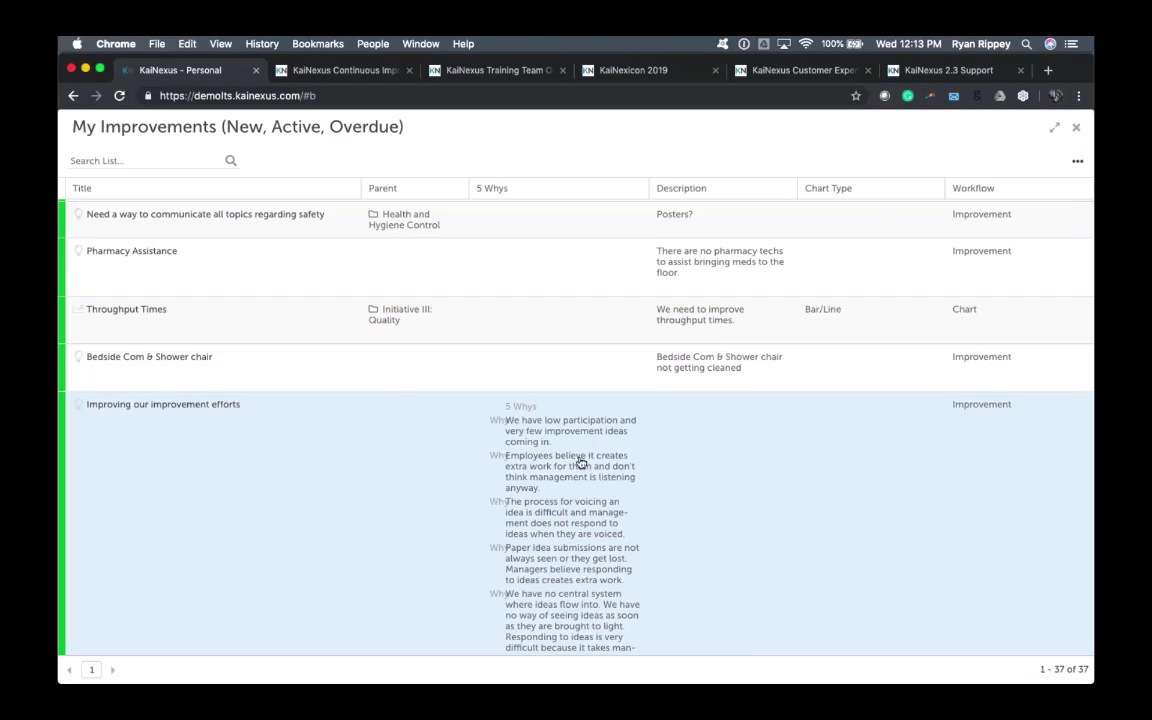 Chrome File Edit View History Bookmarks People Window Help 100% Wed 12:13 PM Ryan Rippey
KaiNexus - Personal KaiNexus Continuous Imp KaiNexus Training Team O KaiNexicon 2019 KaiNexus Customer Exper KaiNexus 2.3 Support
https://demolts.kainexus.com/#b
My Improvements (New, Active, Overdue)
Search List...
Title Parent 5 Whys Description Chart Type Workflow
Need a way to communicate all topics regarding safety Health and Posters? Improvement
Hygiene Control
Pharmacy Assistance There are no pharmacy techs Improvement
to assist bringing meds to the
floor.
Throughput Times Initiative III: We need to improve Bar/Line Chart
Quality throughput times.
Bedside Com & Shower chair Bedside Com & Shower chair Improvement
not getting cleaned
Improving our improvement efforts 5 Whys Improvement
Why We have low participation and
very few improvement ideas
coming in.
Why Employees believe it creates
extra work for them and don't
think management is listening
anyway.
Why The process for voicing an
idea is difficult and manage-
ment does not respond to
ideas when they are voiced.
Why Paper idea submissions are not
always seen or they get lost.
Managers believe responding
to ideas creates extra work.
Why We have no central system
where ideas flow into. We have
no way of seeing ideas as soon
as they are brought to light.
Responding to ideas is very
difficult because it takes man-
1 1 - 37 of 37